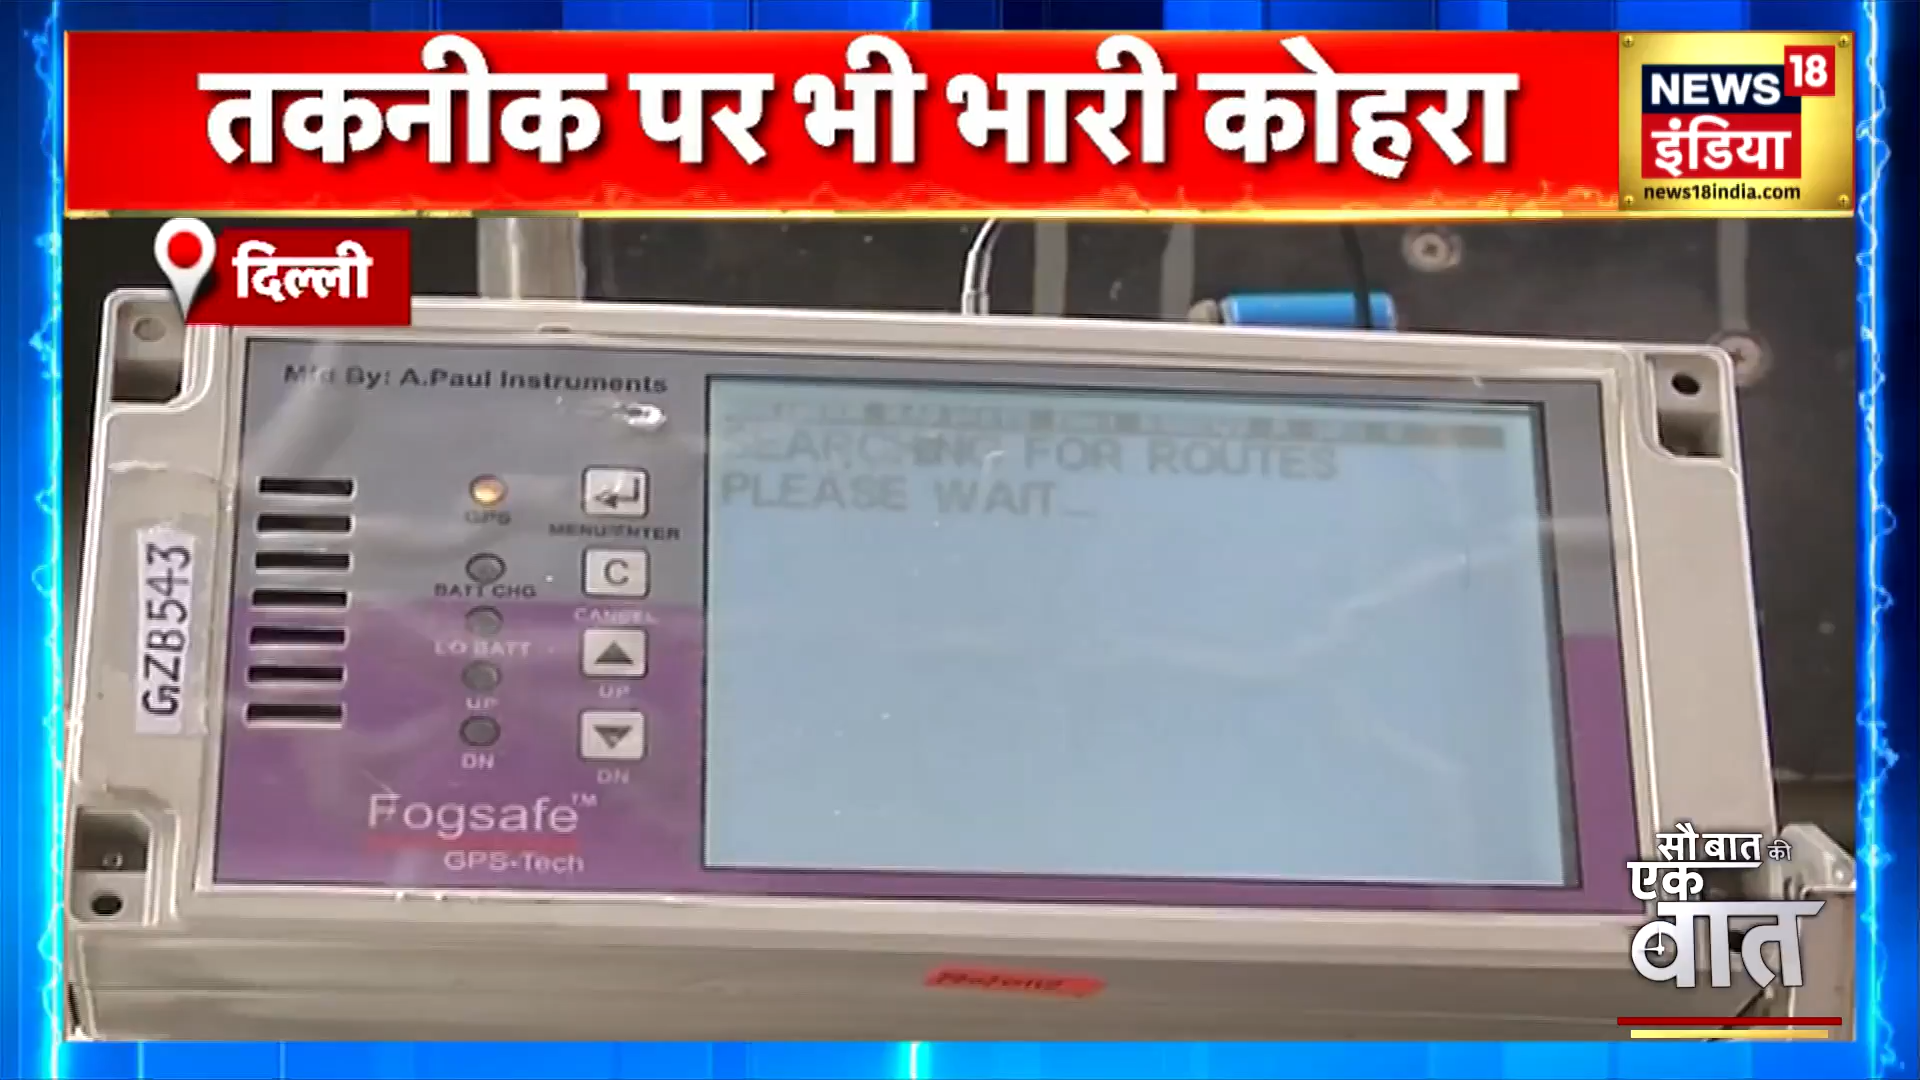 तकनीक पर भी भारी कोहरा
NEWS 18
इंडिया
news18india.com
दिल्ली
Mfd By: A.Paul Instruments
SEARCHING FOR ROUTES
PLEASE WAIT_
GPS
MENU/ENTER
BATT CHG
C
CANCEL
LO BATT
UP
UP
DN
DN
GZB543
Fogsafe™
GPS-Tech
सौ बात की
एक
बात